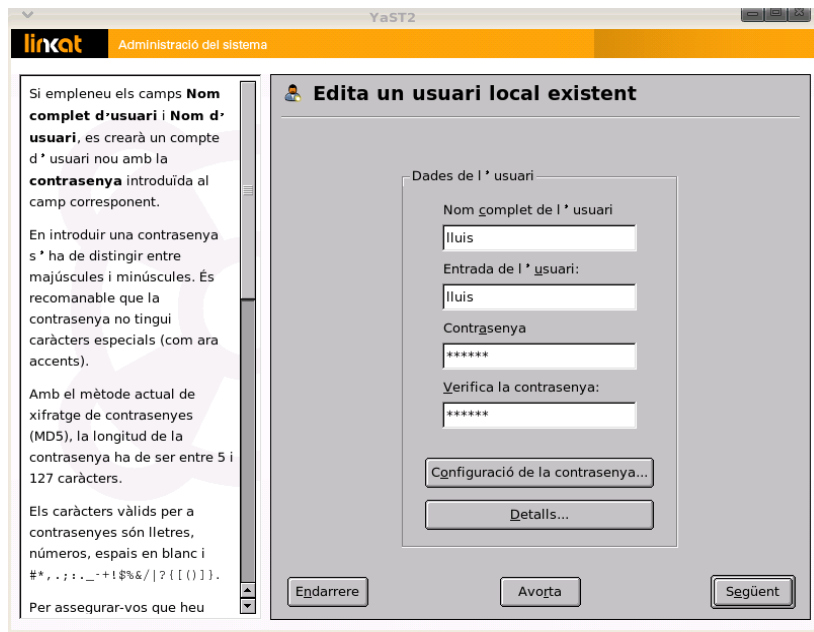 YaST2
linkat
Administració del sistema
Si empleneu els camps Nom
complet d’usuari i Nom d’
usuari, es crearà un compte
d’ usuari nou amb la
contrasenya introduïda al
camp corresponent.
En introduir una contrasenya
s’ha de distingir entre
majúscules i minúscules. És
recomanable que la
contrasenya no tingui
caràcters especials (com ara
accents).
Amb el mètode actual de
xifratge de contrasenyes
(MD5), la longitud de la
contrasenya ha de ser entre 5 i
127 caràcters.
Els caràcters vàlids per a
contrasenyes són lletres,
números, espais en blanc i
#*,.;:._-+!$%&/|?{[()]}.
Per assegurar-vos que heu
Edita un usuari local existent
Dades de l’ usuari
Nom complet de l’ usuari
lluis
Entrada de l’ usuari:
lluis
Contrasenya
******
Verifica la contrasenya:
******
Configuració de la contrasenya...
Detalls...
Endarrere
Avorta
Següent